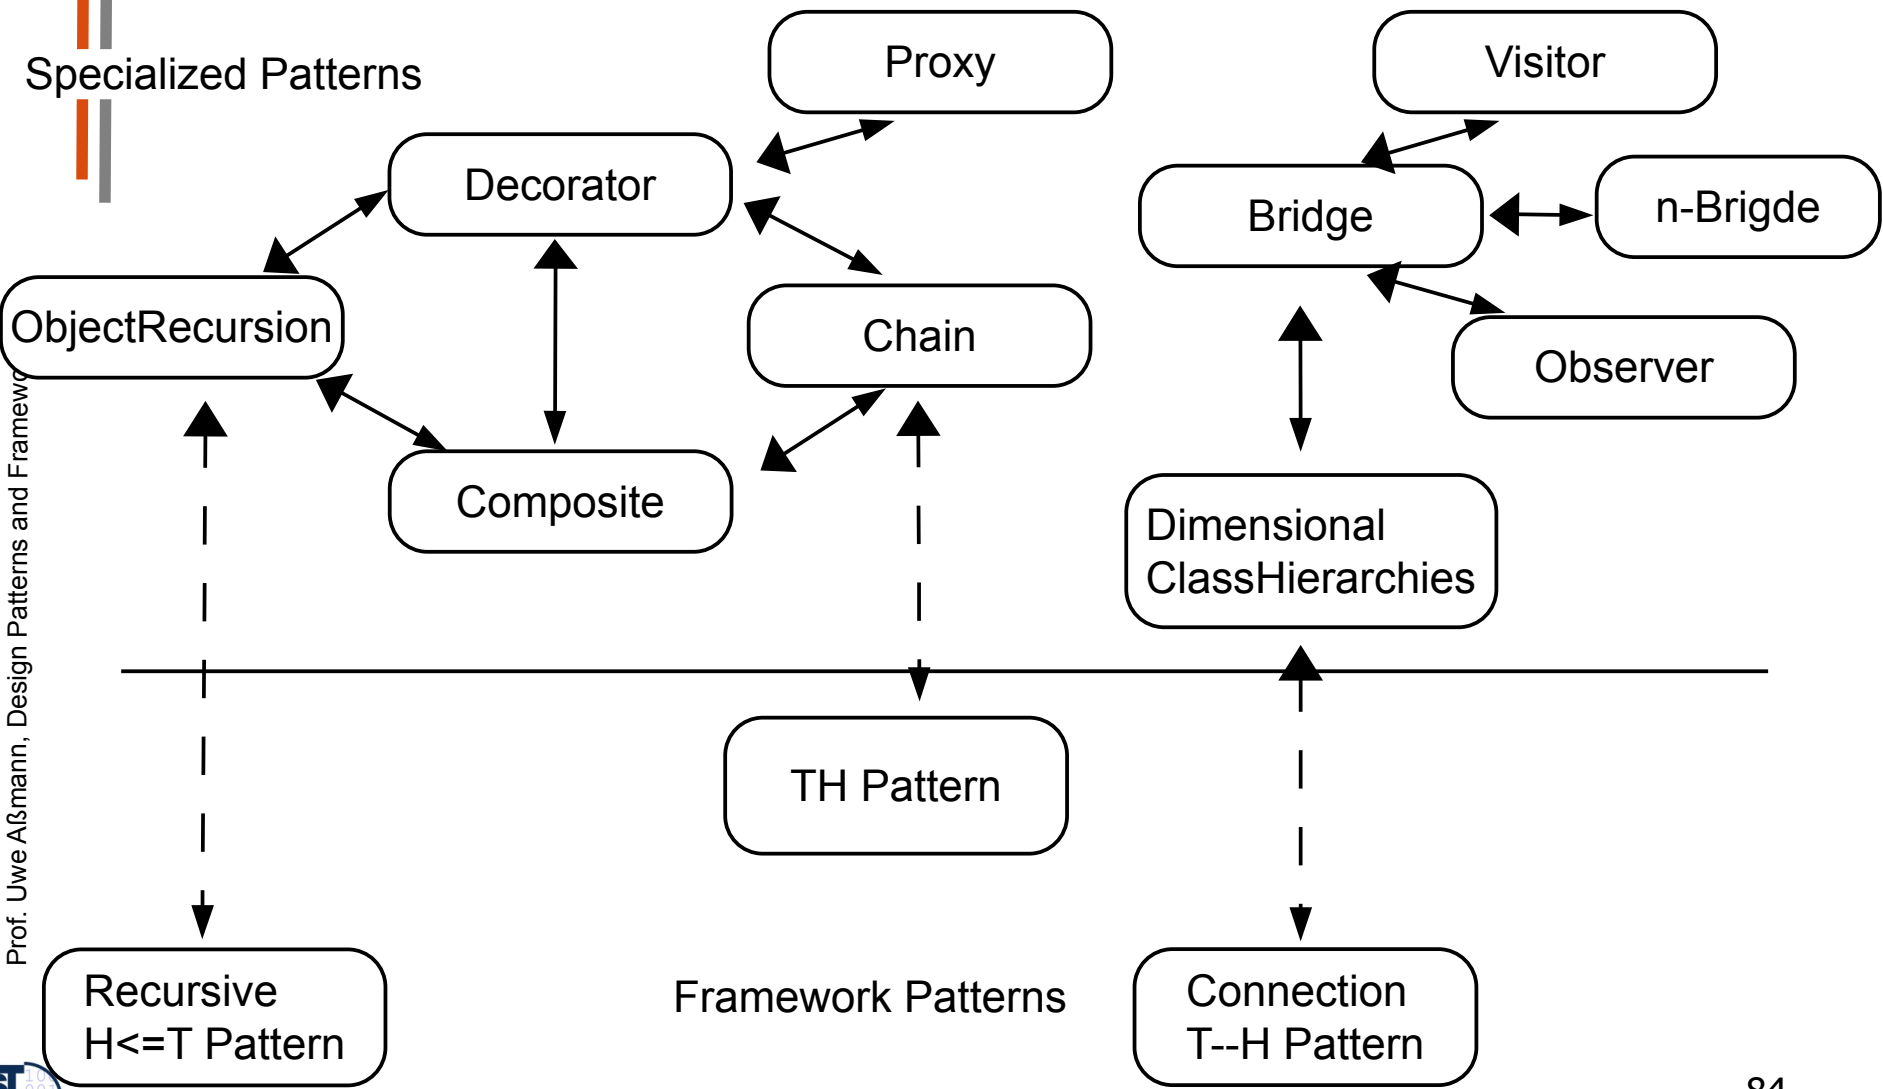 Specialized Patterns
Proxy
Visitor
Decorator
Bridge
n-Brigde
ObjectRecursion
Chain
Observer
Composite
Dimensional
ClassHierarchies
TH Pattern
Recursive
H<=T Pattern
Framework Patterns
Connection
T--H Pattern
Prof. Uwe Aßmann, Design Patterns and
84